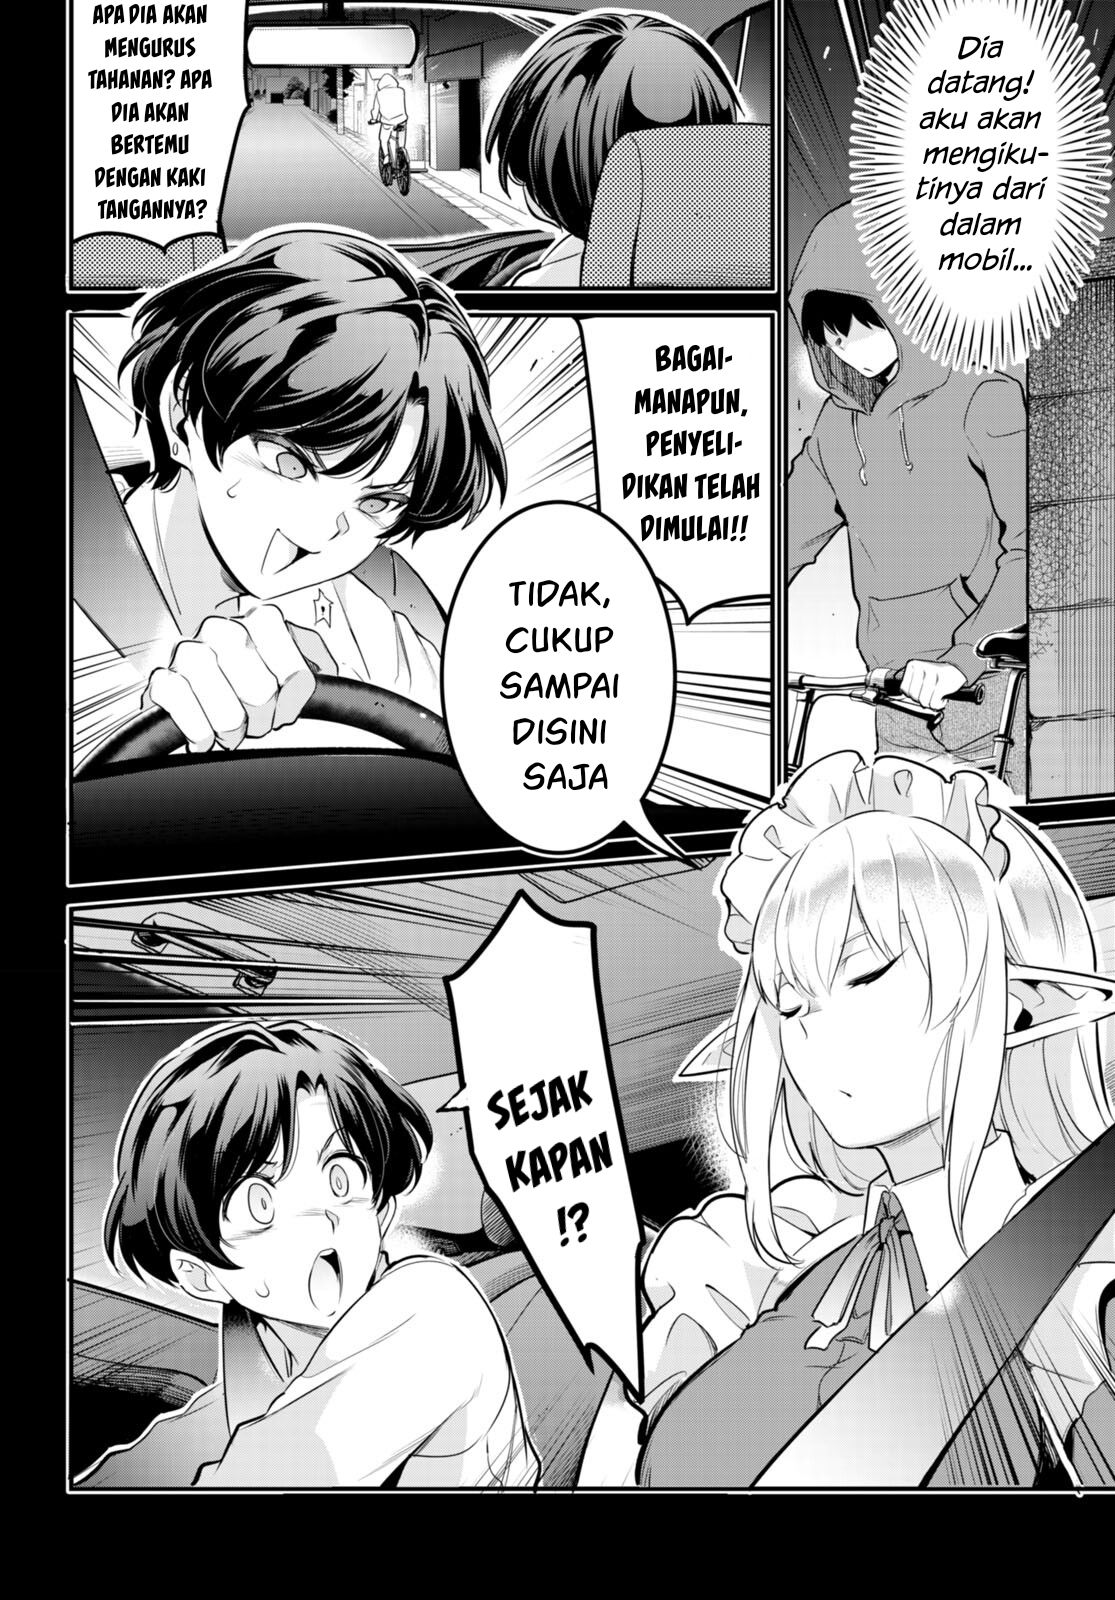 Dia
datang!
aku akan
mengiku-
tinya dari
dalam
mobil...
APA DIA AKAN
MENGURUS
TAHANAN? APA
DIA AKAN
BERTEMU
DENGAN KAKI
TANGANNYA?
BAGAI-
MANAPUN,
PENYELI-
DIKAN TELAH
DIMULAI!!
!
TIDAK,
CUKUP
SAMPAI
DISINI
SAJA
SEJAK
KAPAN
!?